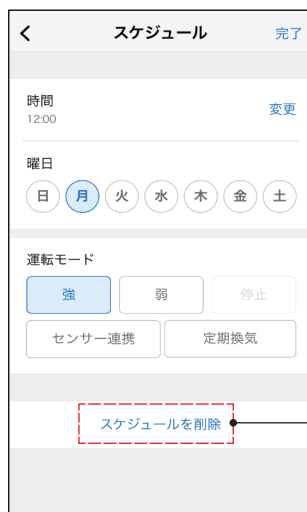 スケジュール 完了
時間
12:00 変更
曜日
日 月 火 水 木 金 土
運転モード
強 弱 停止
センサー連携 定期換気
スケジュールを削除